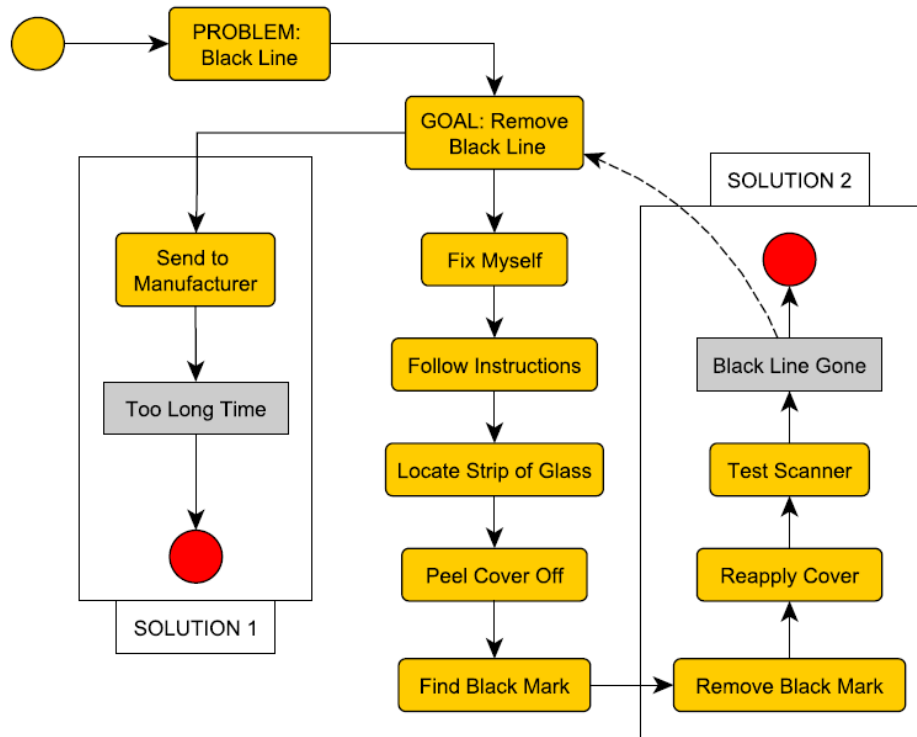 PROBLEM:
Black Line
GOAL: Remove
Black Line
SOLUTION 2
Send to
Manufacturer
Fix Myself
Too Long Time
Follow Instructions
Black Line Gone
Locate Strip of Glass
Test Scanner
Peel Cover Off
Reapply Cover
SOLUTION 1
Find Black Mark
Remove Black Mark